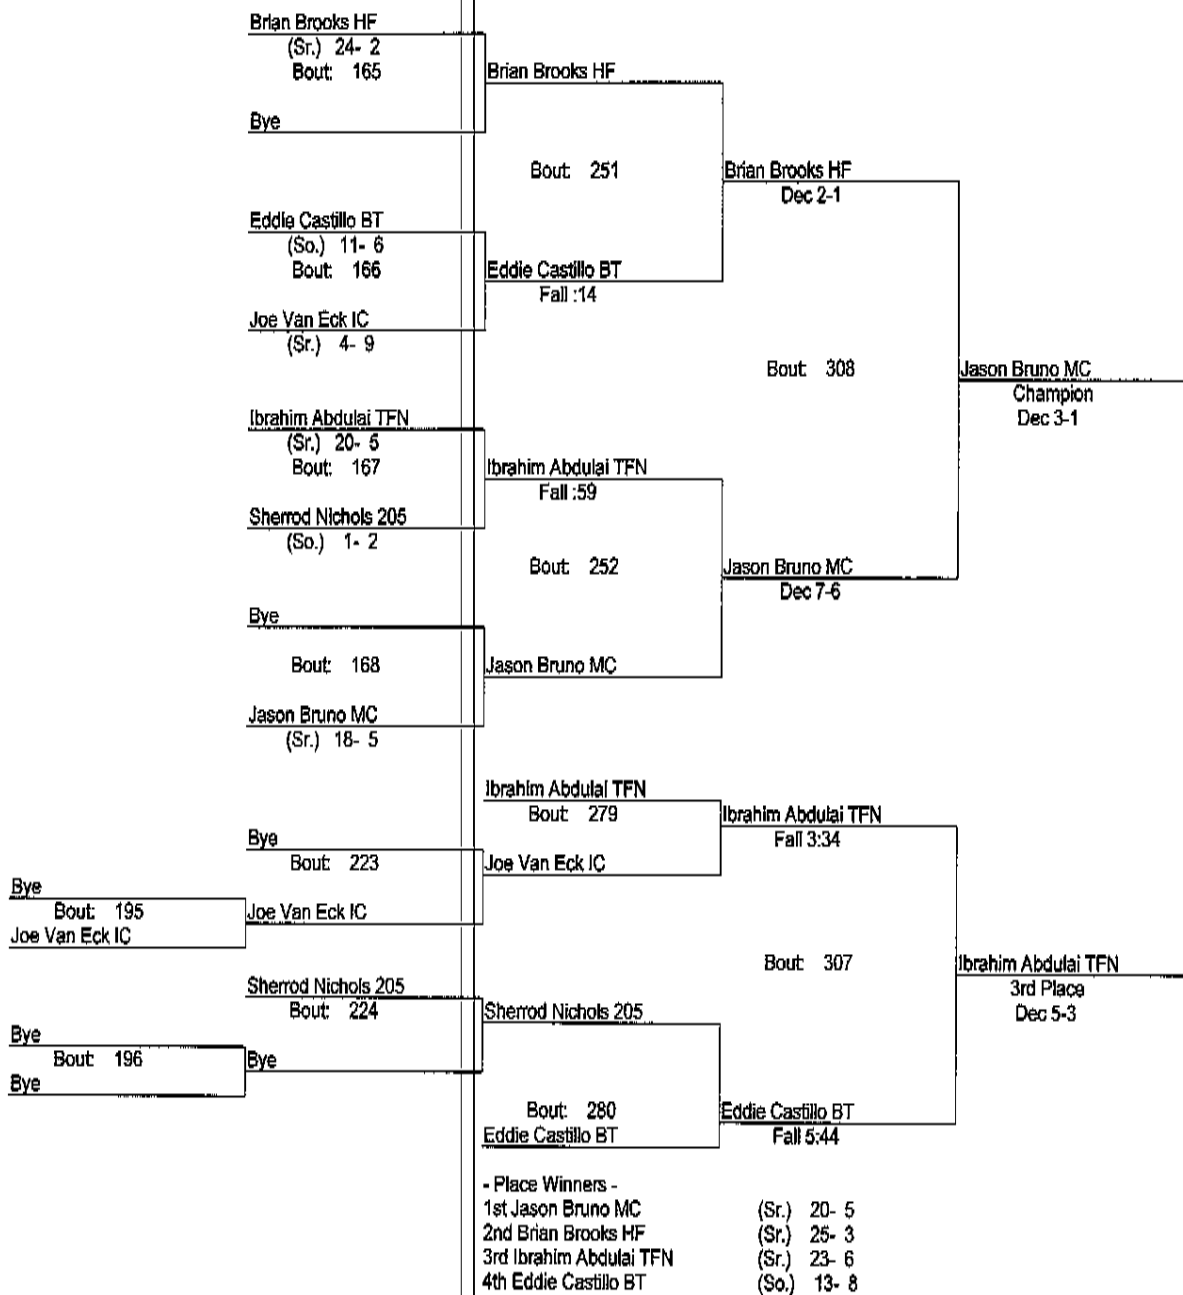 Brian Brooks HF
(Sr.) 24- 2
Bout: 165
Brian Brooks HF
Bye
Bout: 251
Brian Brooks HF
Dec 2-1
Eddie Castillo BT
(So.) 11- 6
Bout: 166
Eddie Castillo BT
Fall :14
Joe Van Eck IC
(Sr.) 4- 9
Bout: 308
Jason Bruno MC
Champion
Dec 3-1
Ibrahim Abdulai TFN
(Sr.) 20- 5
Bout: 167
Ibrahim Abdulai TFN
Fall :59
Sherrod Nichols 205
(So.) 1- 2
Bout: 252
Jason Bruno MC
Dec 7-6
Bye
Bout: 168
Jason Bruno MC
Jason Bruno MC
(Sr.) 18- 5
Ibrahim Abdulai TFN
Bout: 279
Ibrahim Abdulai TFN
Fall 3:34
Bye
Bout: 223
Joe Van Eck IC
Bye
Bout: 195
Joe Van Eck IC
Joe Van Eck IC
Bout: 307
Ibrahim Abdulai TFN
3rd Place
Dec 5-3
Sherrod Nichols 205
Bout: 224
Sherrod Nichols 205
Bye
Bout: 196
Bye
Bye
Bout: 280
Eddie Castillo BT
Eddie Castillo BT
Fall 5:44
- Place Winners -
1st Jason Bruno MC (Sr.) 20- 5
2nd Brian Brooks HF (Sr.) 25- 3
3rd Ibrahim Abdulai TFN (Sr.) 23- 6
4th Eddie Castillo BT (So.) 13- 8